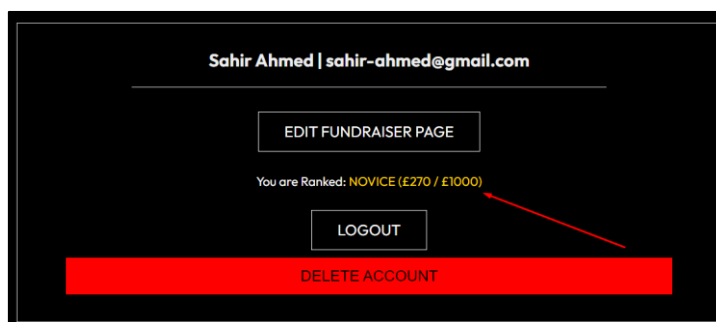 Sahir Ahmed | sahir-ahmed@gmail.com
EDIT FUNDRAISER PAGE
You are Ranked: NOVICE (£270 / £1000)
LOGOUT
DELETE ACCOUNT